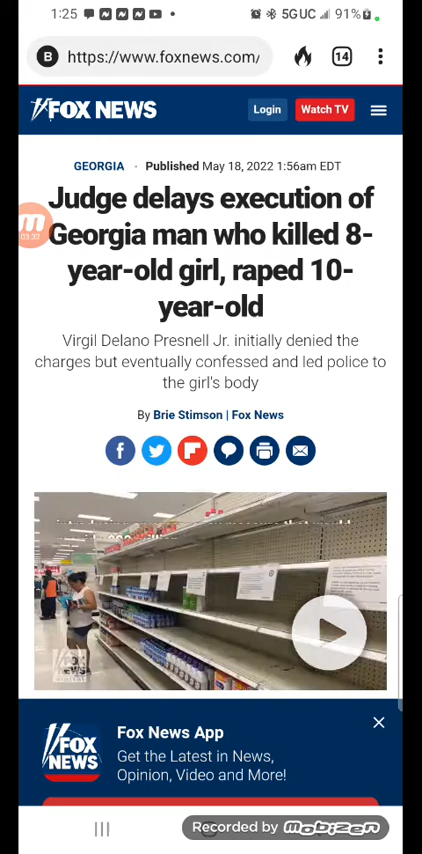 1:25
5GUC
91%
B
https://www.foxnews.com/
14
FOX NEWS
Login
Watch TV
GEORGIA · Published May 18, 2022 1:56am EDT
Judge delays execution of
Georgia man who killed 8-
year-old girl, raped 10-
year-old
Virgil Delano Presnell Jr. initially denied the
charges but eventually confessed and led police to
the girl's body
By Brie Stimson | Fox News
FOX
NEWS
Fox News App
Get the Latest in News,
Opinion, Video and More!
FOX
NEWS
Recorded by mobizen